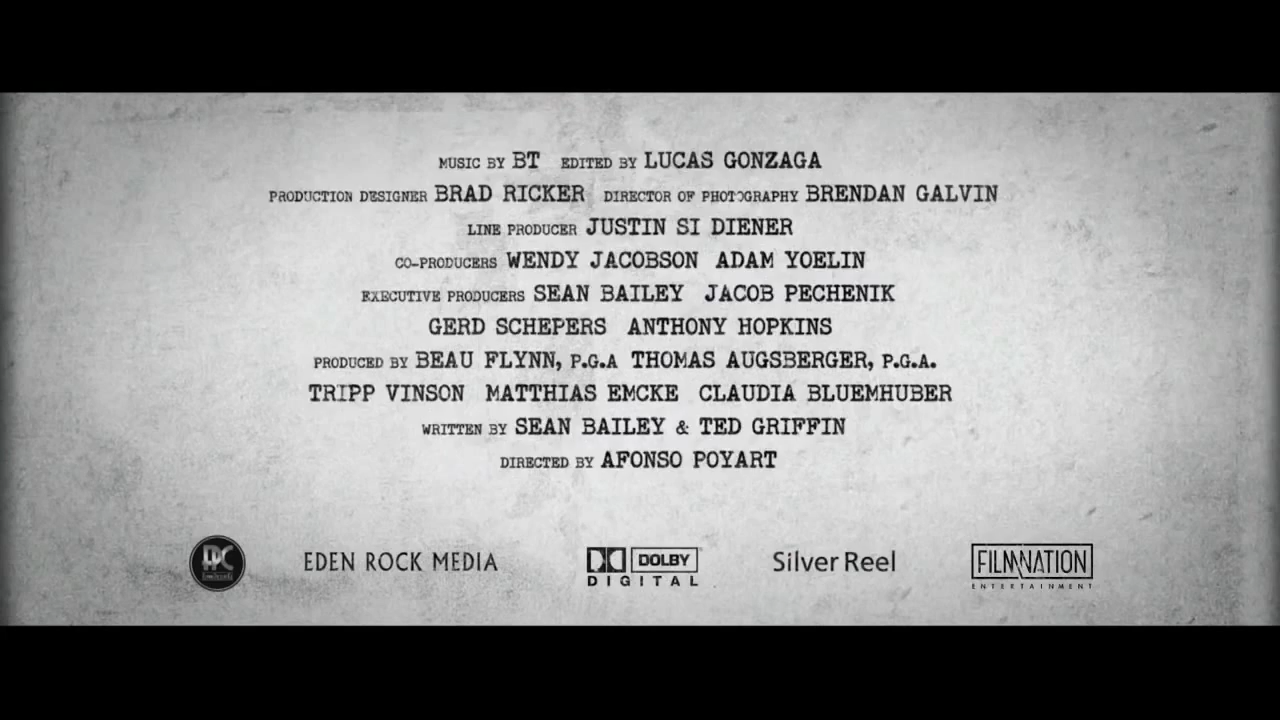 MUSIC BY BT EDITED BY LUCAS GONZAGA
PRODUCTION DESIGNER BRAD RICKER DIRECTOR OF PHOTOGRAPHY BRENDAN GALVIN
LINE PRODUCER JUSTIN SI DIENER
CO-PRODUCERS WENDY JACOBSON ADAM YOELIN
EXECUTIVE PRODUCERS SEAN BAILEY JACOB PECHENIK
GERD SCHEPERS ANTHONY HOPKINS
PRODUCED BY BEAU FLYNN, P.G.A THOMAS AUGSBERGER, P.G.A.
TRIPP VINSON MATTHIAS EMCKE CLAUDIA BLUEMHUBER
WRITTEN BY SEAN BAILEY & TED GRIFFIN
DIRECTED BY AFONSO POYART
EDEN ROCK MEDIA
DOLBY
DIGITAL
Silver Reel
FILMNATION
ENTERTAINMENT